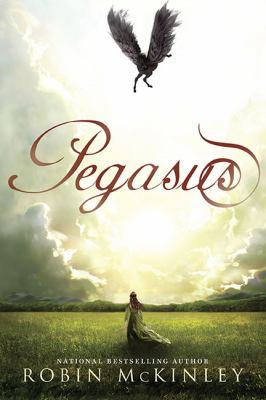 Pegasus
NATIONAL BESTSELLING AUTHOR
ROBIN McKINLEY